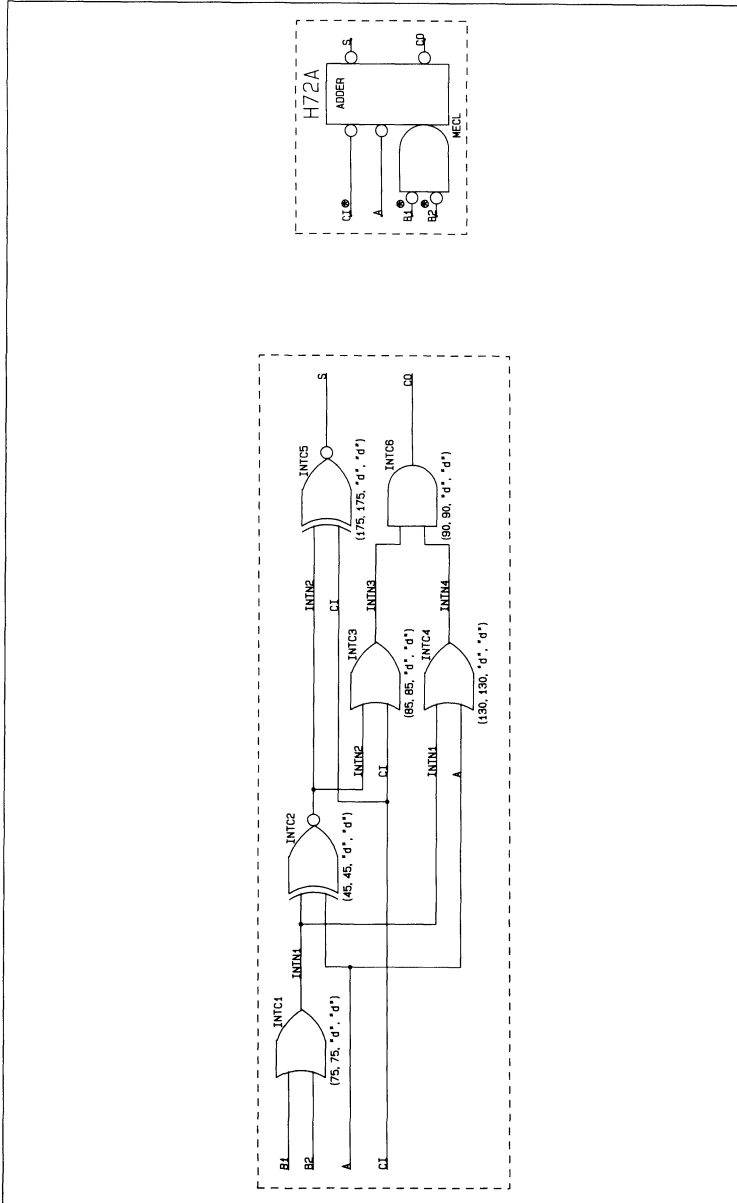 H72A
ADDER
CI
S
A
B1
B2
CO
MECL
B1
B2
A
CI
INTC1
(75, 75, "d", "d")
INTN1
INTC2
(45, 45, "d", "d")
INTN2
CI
INTC5
(175, 175, "d", "d")
S
INTN2
CI
INTC3
(85, 85, "d", "d")
INTN3
INTN1
A
INTC4
(130, 130, "d", "d")
INTN4
INTC6
(90, 90, "d", "d")
CO